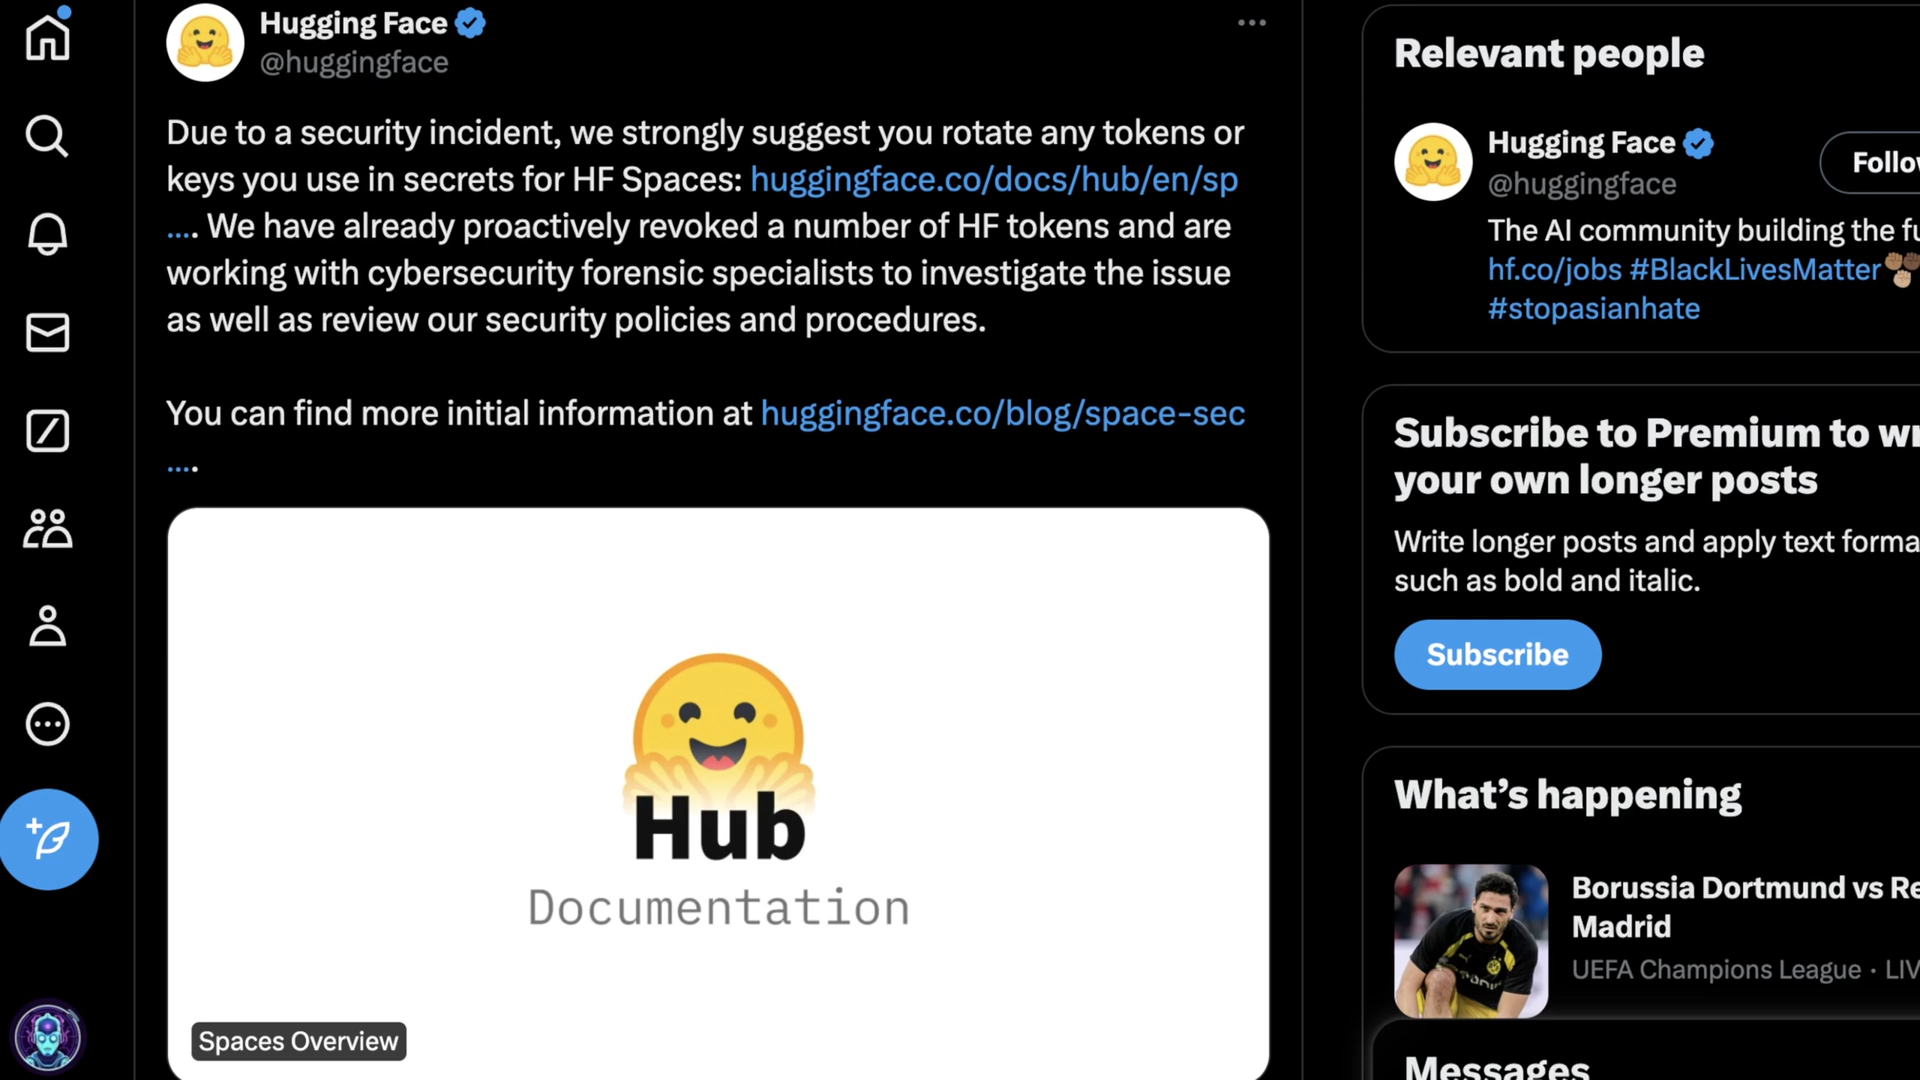 Hugging Face
@huggingface
Due to a security incident, we strongly suggest you rotate any tokens or
keys you use in secrets for HF Spaces: huggingface.co/docs/hub/en/sp
.... We have already proactively revoked a number of HF tokens and are
working with cybersecurity forensic specialists to investigate the issue
as well as review our security policies and procedures.
You can find more initial information at huggingface.co/blog/space-sec
....
Hub
Documentation
Spaces Overview
Relevant people
Hugging Face
@huggingface
Follow
The AI community building the fu
hf.co/jobs #BlackLivesMatter
#stopasianhate
Subscribe to Premium to wr
your own longer posts
Write longer posts and apply text forma
such as bold and italic.
Subscribe
What's happening
Borussia Dortmund vs Re
Madrid
UEFA Champions League · LIV
Messages